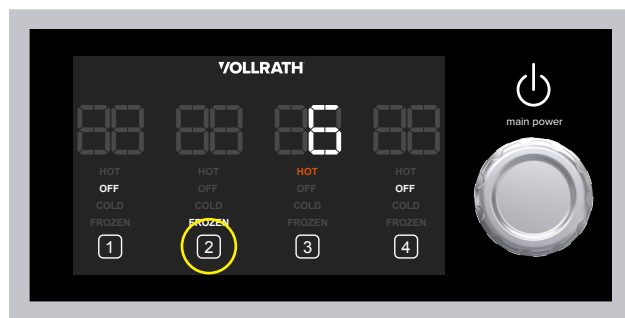 VOLLRATH
6
main power
HOT HOT HOT HOT
OFF OFF OFF OFF
COLD COLD COLD COLD
FROZEN FROZEN FROZEN FROZEN
1 2 3 4